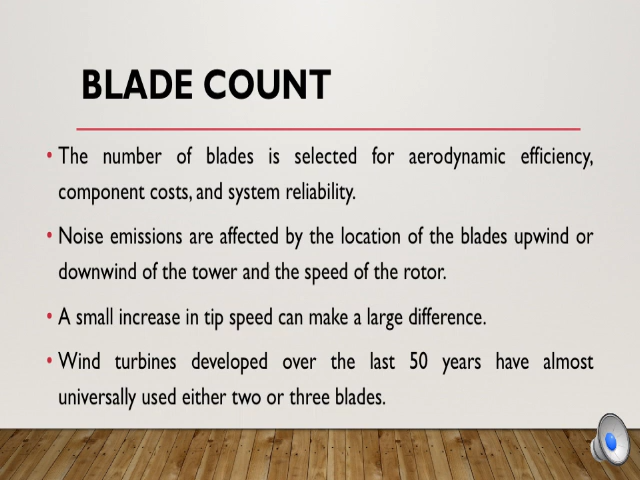 BLADE COUNT
• The number of blades is selected for aerodynamic efficiency,
component costs, and system reliability.
• Noise emissions are affected by the location of the blades upwind or
downwind of the tower and the speed of the rotor.
• A small increase in tip speed can make a large difference.
• Wind turbines developed over the last 50 years have almost
universally used either two or three blades.